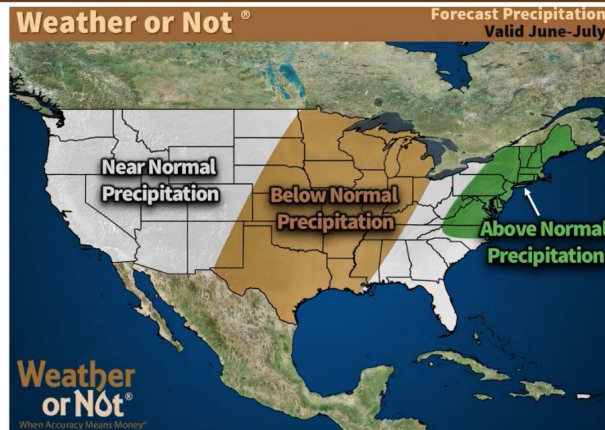 Weather or Not ®
Forecast Precipitation
Valid June-July
Near Normal
Precipitation
Below Normal
Precipitation
Above Normal
Precipitation
Weather
or Not®
When Accuracy Means Money®